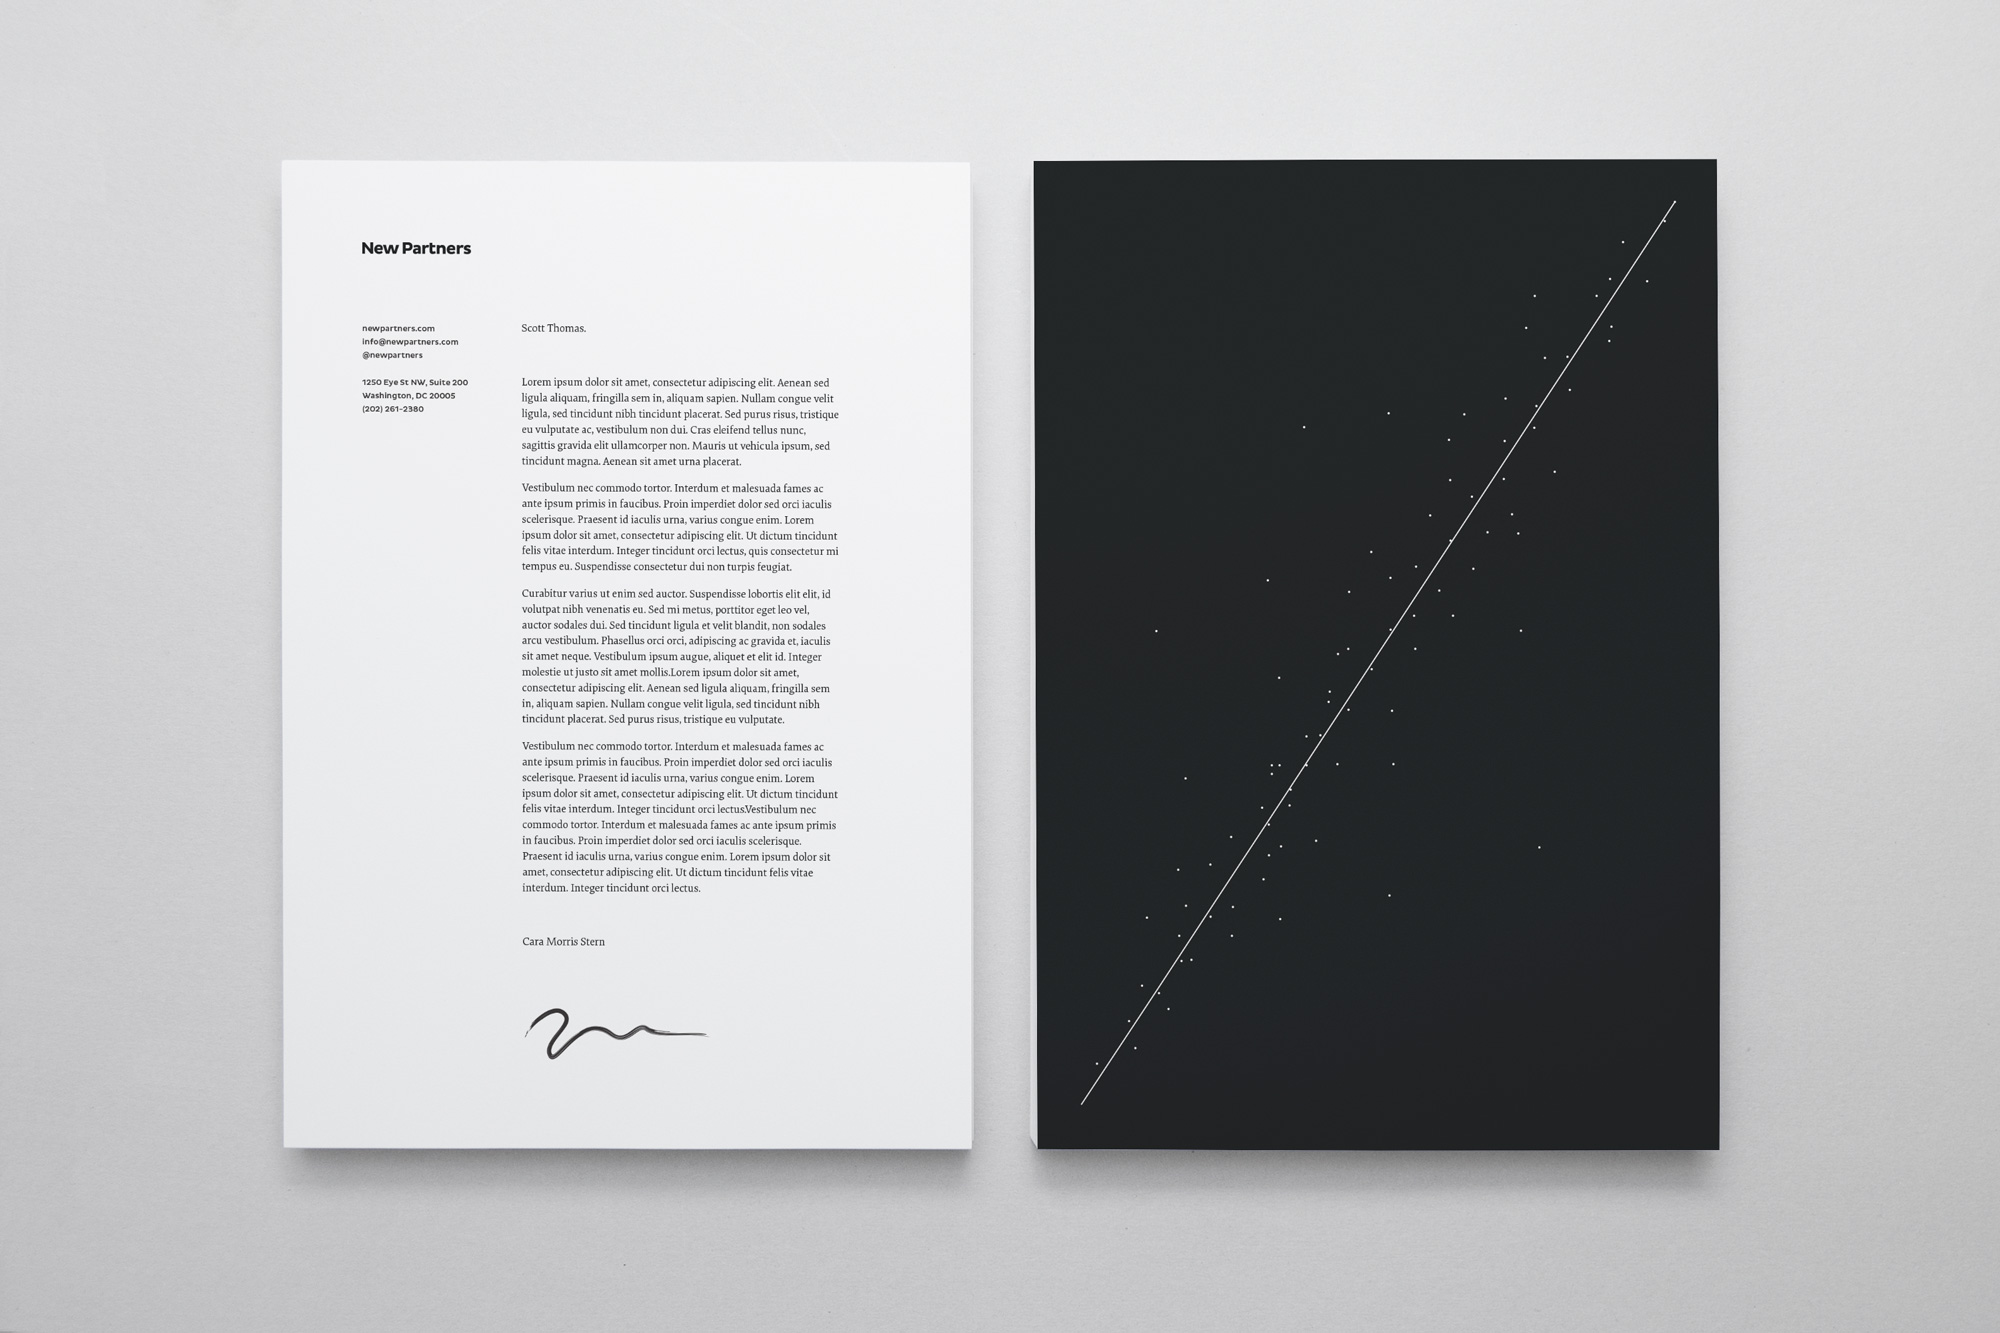 New Partners
newpartners.com
info@newpartners.com
@newpartners
1250 Eye St NW, Suite 200
Washington, DC 20005
(202) 261-2380
Scott Thomas.
Lorem ipsum dolor sit amet, consectetur adipiscing elit. Aenean sed
ligula aliquam, fringilla sem in, aliquam sapien. Nullam congue velit
ligula, sed tincidunt nibh tincidunt placerat. Sed purus risus, tristique
eu vulputate ac, vestibulum non dui. Cras eleifend tellus nunc,
sagittis gravida elit ullamcorper non. Mauris ut vehicula ipsum, sed
tincidunt magna. Aenean sit amet urna placerat.
Vestibulum nec commodo tortor. Interdum et malesuada fames ac
ante ipsum primis in faucibus. Proin imperdiet dolor sed orci iaculis
scelerisque. Praesent id iaculis urna, varius congue enim. Lorem
ipsum dolor sit amet, consectetur adipiscing elit. Ut dictum tincidunt
felis vitae interdum. Integer tincidunt orci lectus, quis consectetur mi
tempus eu. Suspendisse consectetur dui non turpis feugiat.
Curabitur varius ut enim sed auctor. Suspendisse lobortis elit elit, id
volutpat nibh venenatis eu. Sed mi metus, porttitor eget leo vel,
auctor sodales dui. Sed tincidunt ligula et velit blandit, non sodales
arcu vestibulum. Phasellus orci orci, adipiscing ac gravida et, iaculis
sit amet neque. Vestibulum ipsum augue, aliquet et elit id. Integer
molestie ut justo sit amet mollis.Lorem ipsum dolor sit amet,
consectetur adipiscing elit. Aenean sed ligula aliquam, fringilla sem
in, aliquam sapien. Nullam congue velit ligula, sed tincidunt nibh
tincidunt placerat. Sed purus risus, tristique eu vulputate.
Vestibulum nec commodo tortor. Interdum et malesuada fames ac
ante ipsum primis in faucibus. Proin imperdiet dolor sed orci iaculis
scelerisque. Praesent id iaculis urna, varius congue enim. Lorem
ipsum dolor sit amet, consectetur adipiscing elit. Ut dictum tincidunt
felis vitae interdum. Integer tincidunt orci lectus.Vestibulum nec
commodo tortor. Interdum et malesuada fames ac ante ipsum primis
in faucibus. Proin imperdiet dolor sed orci iaculis scelerisque.
Praesent id iaculis urna, varius congue enim. Lorem ipsum dolor sit
amet, consectetur adipiscing elit. Ut dictum tincidunt felis vitae
interdum. Integer tincidunt orci lectus.
Cara Morris Stern